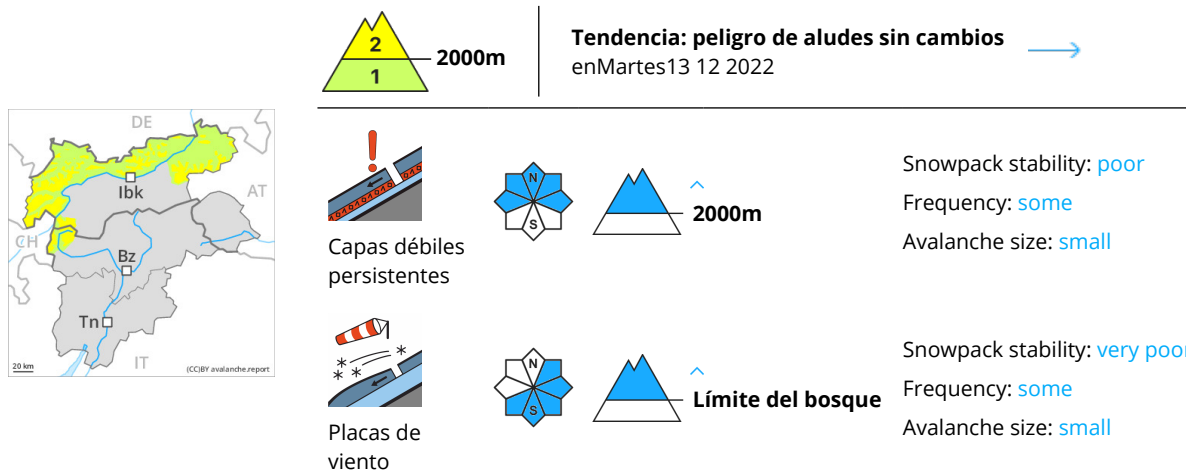 2
1
2000m
Tendencia: peligro de aludes sin cambios
enMartes13 12 2022
DE
Ibk
AT
CH
Bz
Tn
IT
20 km
(CC)BY avalanche.report
N
S
2000m
Capas débiles
persistentes
Snowpack stability: poor
Frequency: some
Avalanche size: small
N
S
Límite del bosque
Placas de
viento
Snowpack stability: very poor
Frequency: some
Avalanche size: small